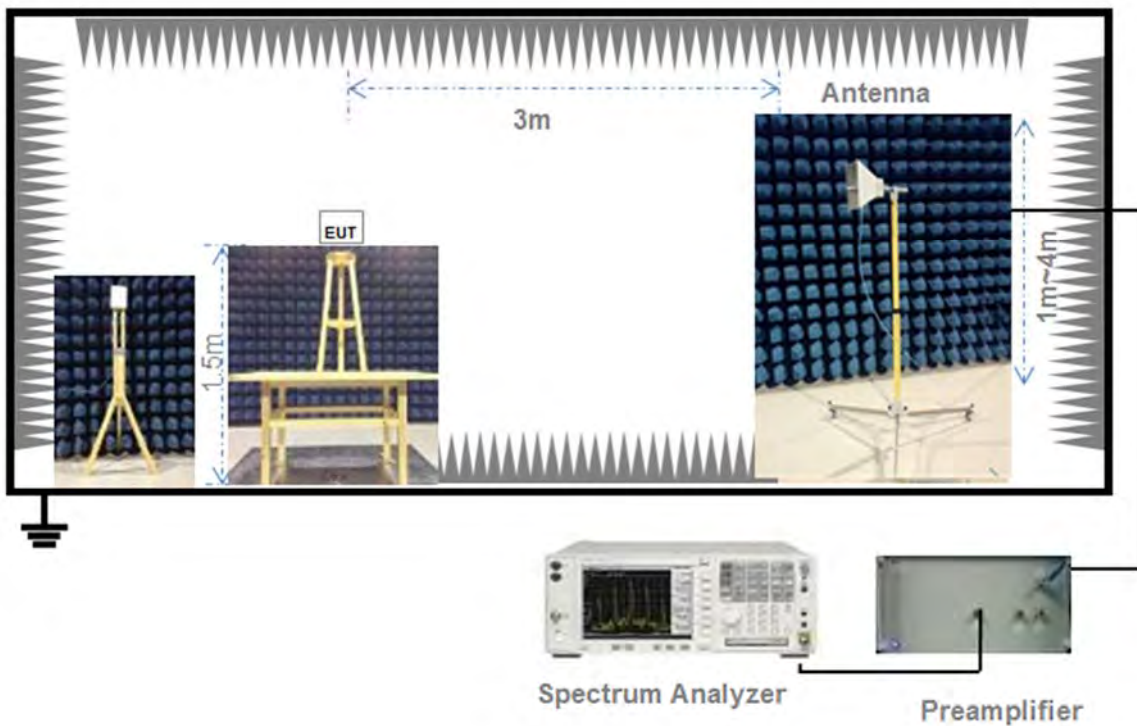 Antenna
3m
EUT
1.5m
1m~4m
Spectrum Analyzer
Preamplifier